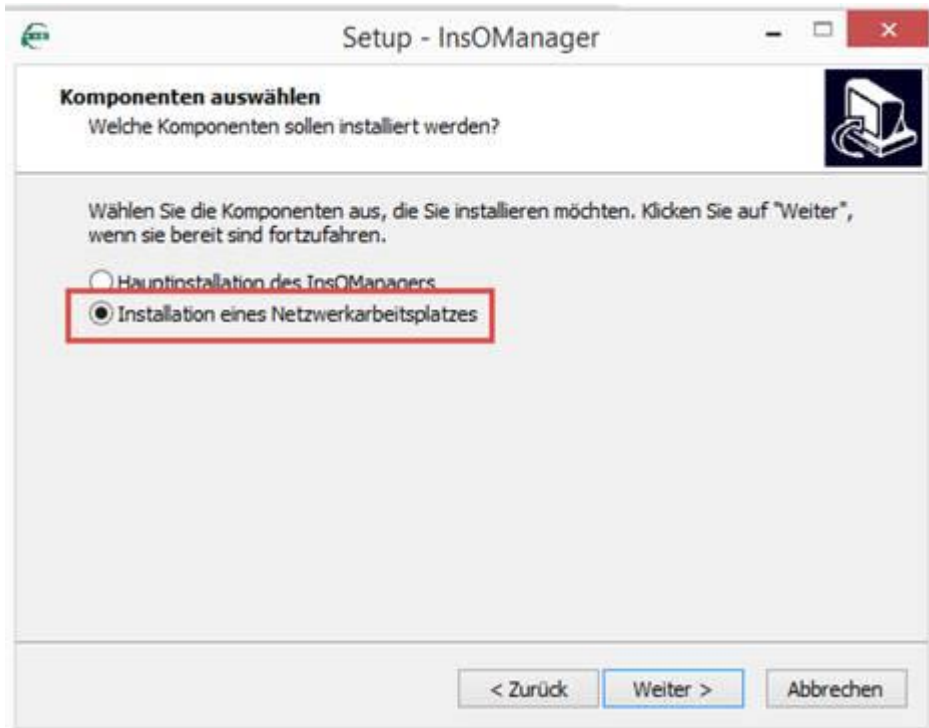 Setup - InsOManager
Komponenten auswählen
Welche Komponenten sollen installiert werden?
Wählen Sie die Komponenten aus, die Sie installieren möchten. Klicken Sie auf "Weiter",
wenn sie bereit sind fortzufahren.
Hauptinstallation des InsOManagers
Installation eines Netzwerkarbeitsplatzes
< Zurück
Weiter >
Abbrechen